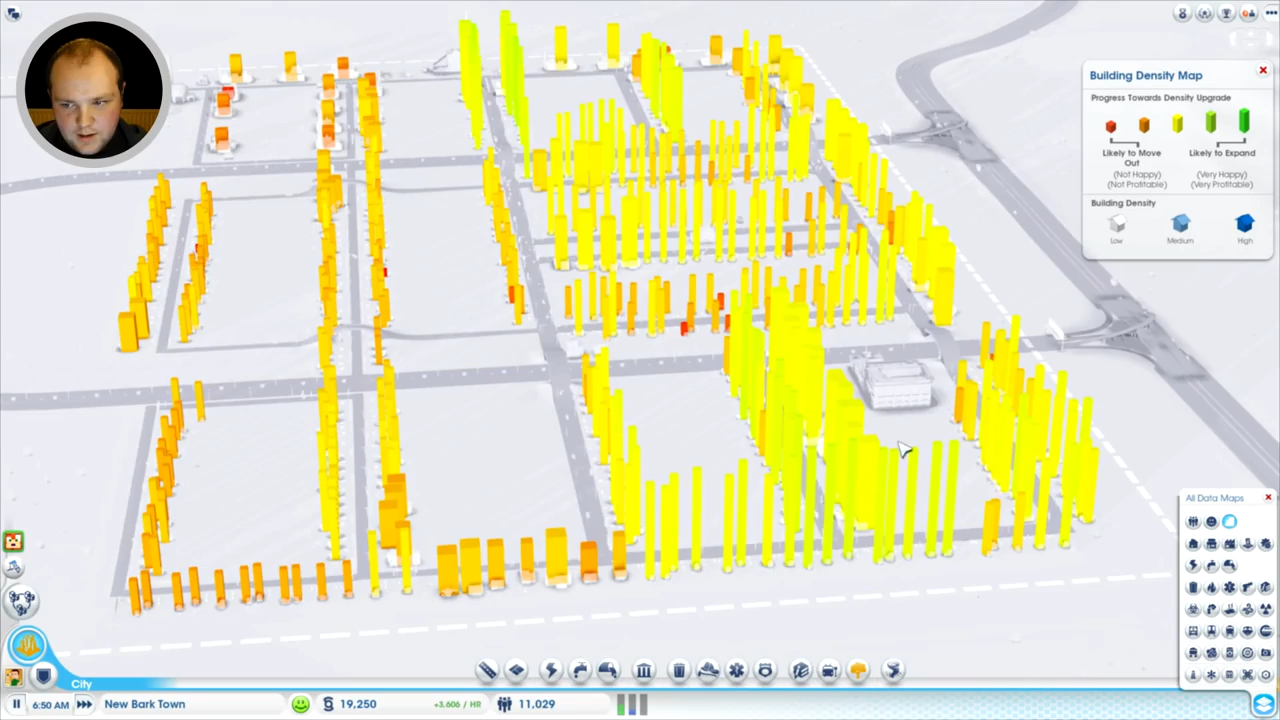 Building Density Map
Progress Towards Density Upgrade
Likely to Move Out
Likely to Expand
(Not Happy)
(Not Profitable)
(Very Happy)
(Very Profitable)
Building Density
Low
Medium
High
All Data Maps
City
6:50 AM
New Bark Town
19,250
+3,606 / HR
11,029